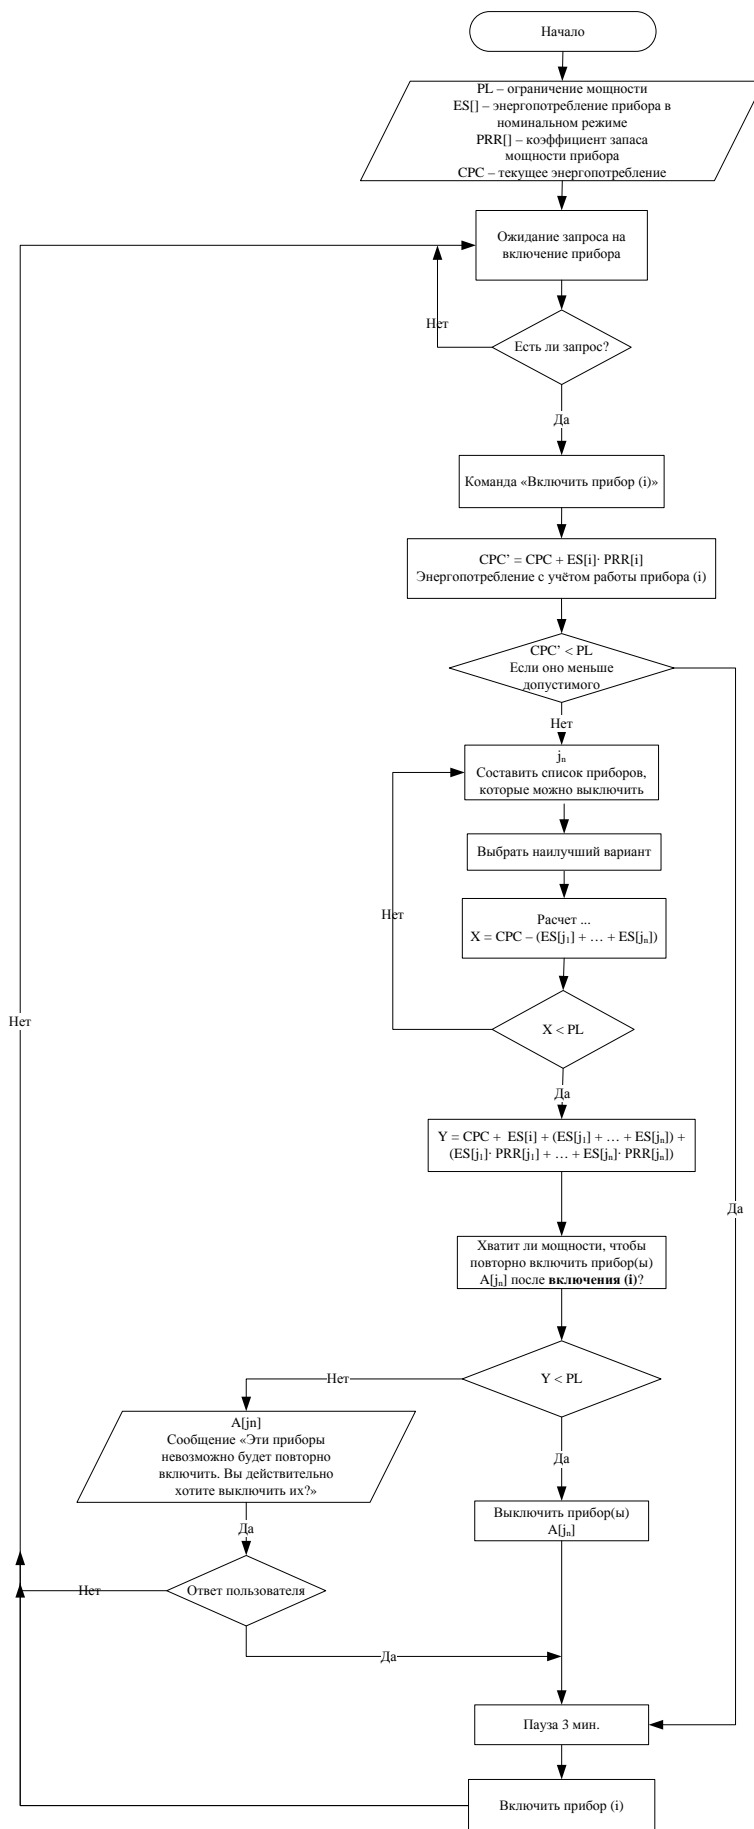 Начало
PL – ограничение мощности
ES[] – энергопотребление прибора в
номинальном режиме
PRR[] – коэффициент запаса
мощности прибора
CPC – текущее энергопотребление
Ожидание запроса на
включение прибора
Нет
Есть ли запрос?
Да
Команда «Включить прибор (i)»
CPC’ = CPC + ES[i]· PRR[i]
Энергопотребление с учётом работы прибора (i)
CPC’ < PL
Если оно меньше
допустимого
Нет
jₙ
Составить список приборов,
которые можно выключить
Выбрать наилучший вариант
Нет
Расчет ...
X = CPC – (ES[j₁] + … + ES[jₙ])
Нет
X < PL
Да
Y = CPC + ES[i] + (ES[j₁] + … + ES[jₙ]) +
(ES[j₁]· PRR[j₁] + … + ES[jₙ]· PRR[jₙ])
Да
Хватит ли мощности, чтобы
повторно включить прибор(ы)
A[jₙ] после включения (i)?
Нет
Y < PL
A[jn]
Сообщение «Эти приборы
невозможно будет повторно
включить. Вы действительно
хотите выключить их?»
Да
Выключить прибор(ы)
A[jₙ]
Да
Нет
Ответ пользователя
Да
Пауза 3 мин.
Включить прибор (i)